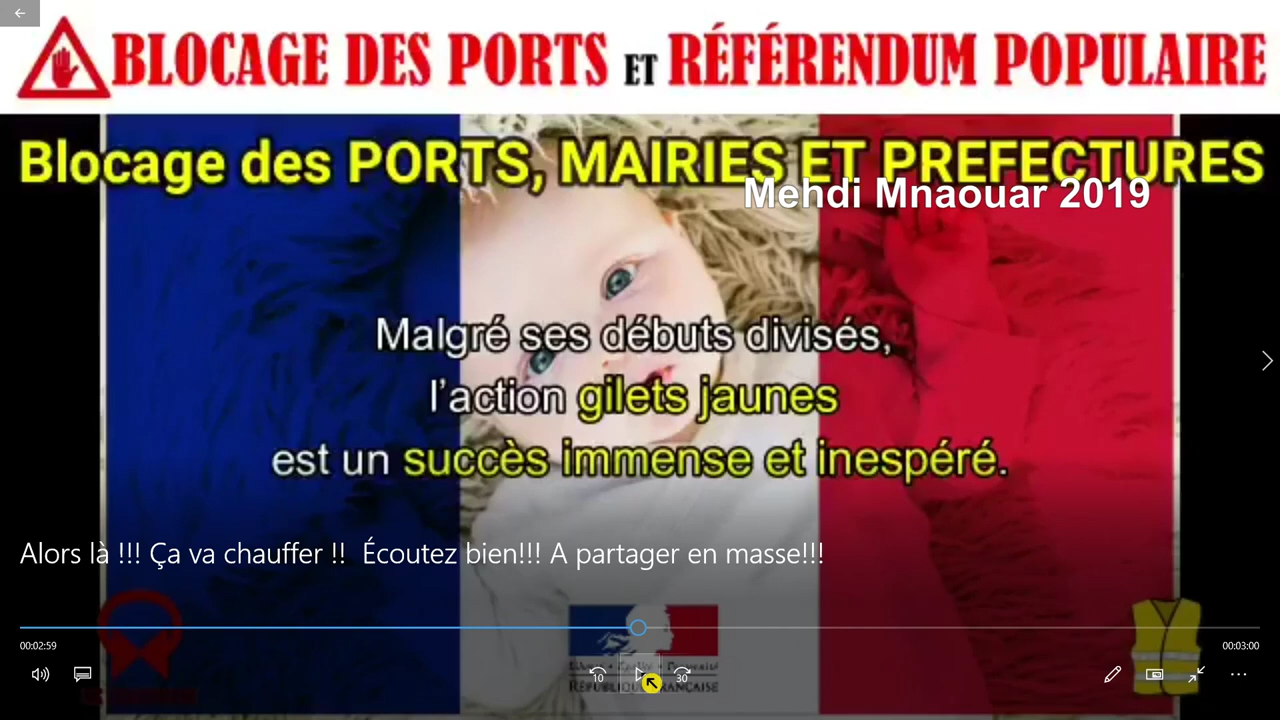 BLOCAGE DES PORTS ET RÉFÉRENDUM POPULAIRE
Blocage des PORTS, MAIRIES ET PREFECTURES
Mehdi Mnaouar 2019
Malgré ses débuts divisés,
l'action gilets jaunes
est un succès immense et inespéré.
Alors là !!! Ça va chauffer !! Écoutez bien!!! A partager en masse!!!
00:02:59
00:03:00
10
30